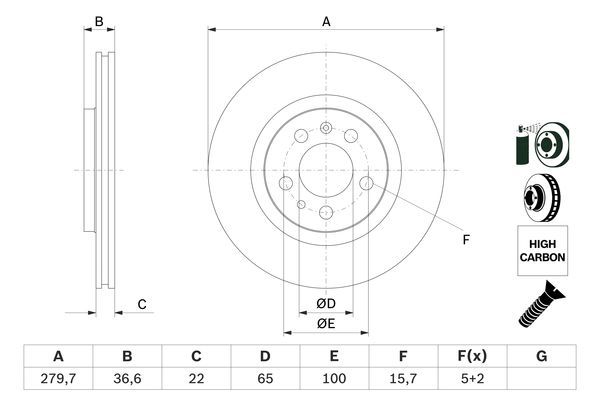 B
A
C
F
ØD
ØE
HIGH
CARBON
A B C D E F F(x) G
279,7 36,6 22 65 100 15,7 5+2